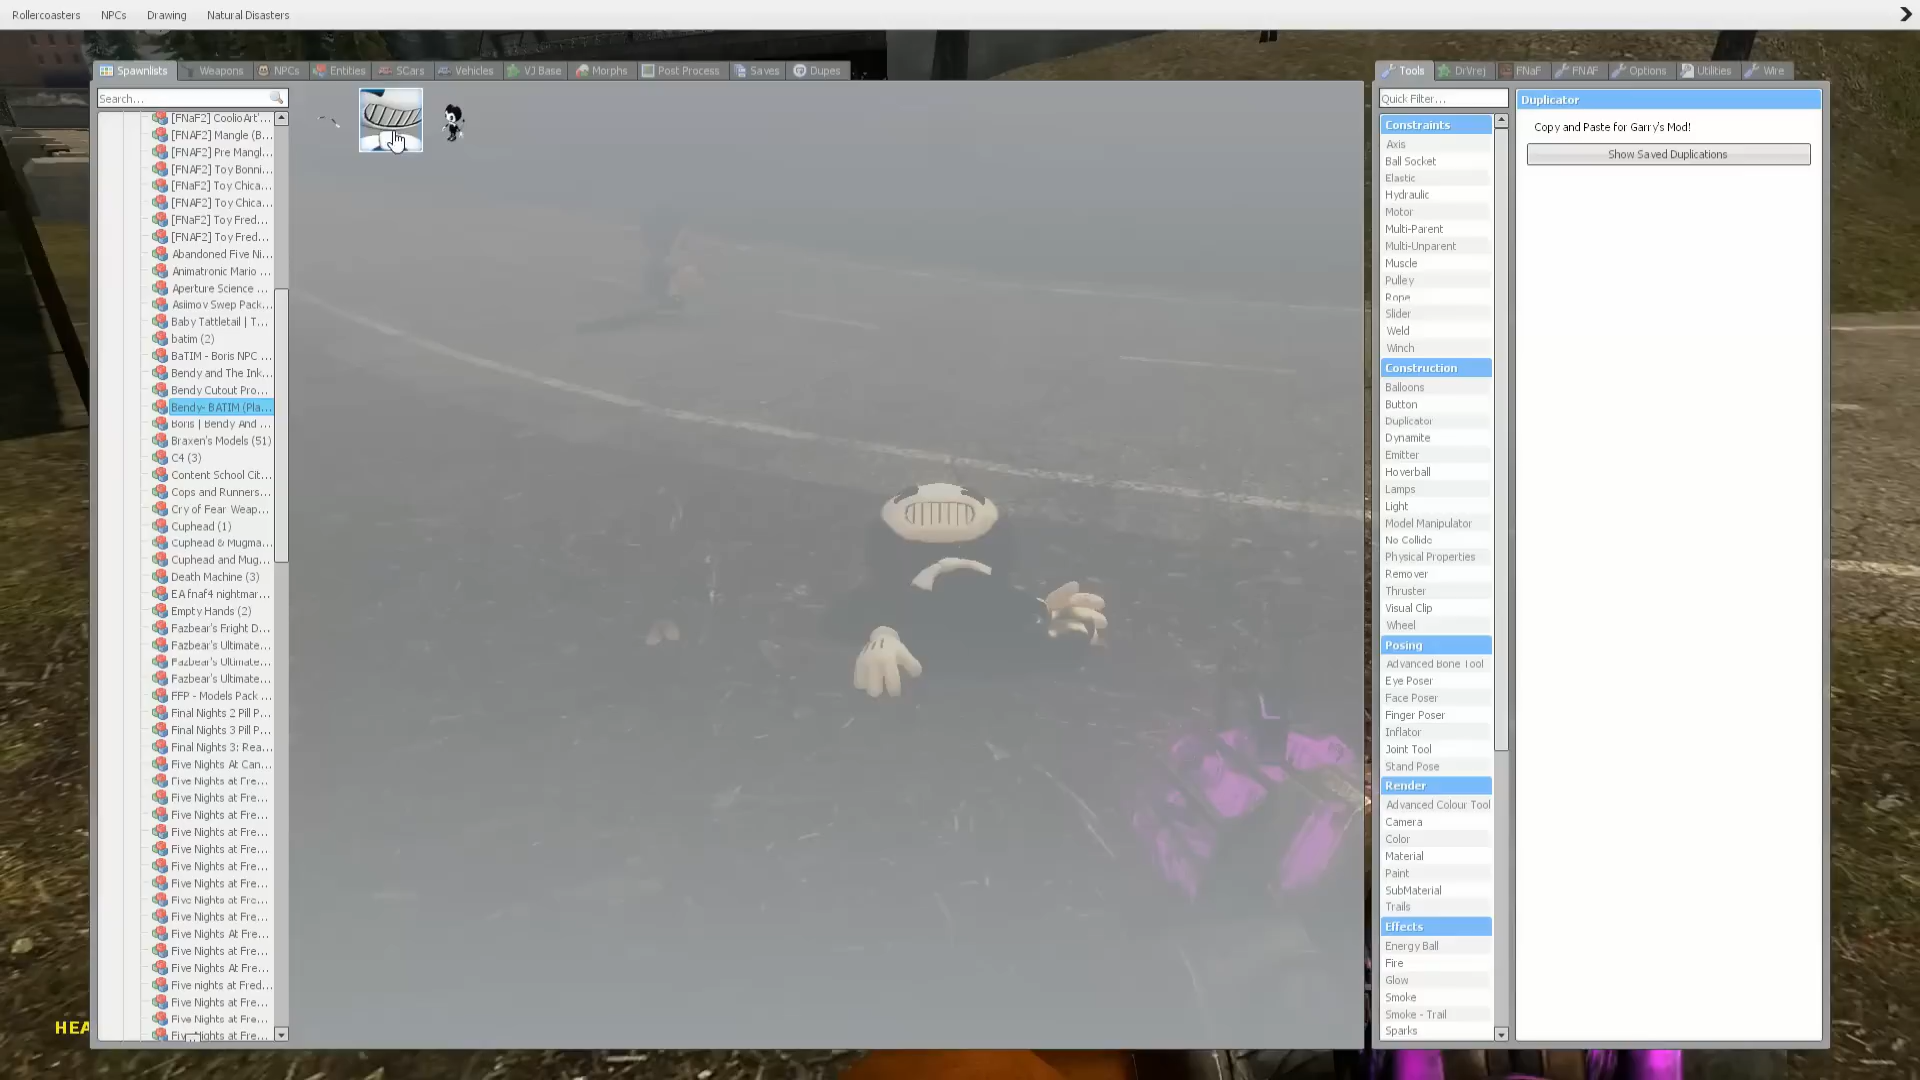 Rollercoasters NPCs Drawing Natural Disasters
Spawnlists Weapons NPCs Entities SCars Vehicles VJ Base Morphs Post Process Saves Dupes
Search...
[FNaF2] CoolioArt'...
[FNAF2] Mangle (B...
[FNAF2] Pre Mangl...
[FNAF2] Toy Bonni...
[FNaF2] Toy Chica...
[FNAF2] Toy Chica...
[FNaF2] Toy Fred...
[FNAF2] Toy Fred...
Abandoned Five Ni...
Animatronic Mario ...
Aperture Science ...
Asiimov Swep Pack...
Baby Tattletail | T...
batim (2)
BaTIM - Boris NPC ...
Bendy and The Ink...
Bendy Cutout Pro...
Bendy- BATIM (Pla...
Boris | Bendy And ...
Braxen's Models (51)
C4 (3)
Content School Cit...
Cops and Runners...
Cry of Fear Weap...
Cuphead (1)
Cuphead & Mugma...
Cuphead and Mug...
Death Machine (3)
EA fnaf4 nightmar...
Empty Hands (2)
Fazbear's Fright D...
Fazbear's Ultimate...
Fazbear's Ultimate...
Fazbear's Ultimate...
FFP - Models Pack ...
Final Nights 2 Pill P...
Final Nights 3 Pill P...
Final Nights 3: Rea...
Five Nights At Can...
Five Nights at Fre...
Five Nights at Fre...
Five Nights at Fre...
Five Nights at Fre...
Five Nights at Fre...
Five Nights at Fre...
Five Nights at Fre...
Five Nights at Fre...
Five Nights at Fre...
Five Nights At Fre...
Five Nights at Fre...
Five Nights At Fre...
Five nights at Fred...
Five Nights at Fre...
Five Nights at Fre...
Five Nights at Fre...
HEA
Tools DrVrej FNaF FNAF Options Utilities Wire
Quick Filter...
Constraints
Axis
Ball Socket
Elastic
Hydraulic
Motor
Multi-Parent
Multi-Unparent
Muscle
Pulley
Rope
Slider
Weld
Winch
Construction
Balloons
Button
Duplicator
Dynamite
Emitter
Hoverball
Lamps
Light
Model Manipulator
No Collide
Physical Properties
Remover
Thruster
Visual Clip
Wheel
Posing
Advanced Bone Tool
Eye Poser
Face Poser
Finger Poser
Inflator
Joint Tool
Stand Pose
Render
Advanced Colour Tool
Camera
Color
Material
Paint
SubMaterial
Trails
Effects
Energy Ball
Fire
Glow
Smoke
Smoke - Trail
Sparks
Duplicator
Copy and Paste for Garry's Mod!
Show Saved Duplications